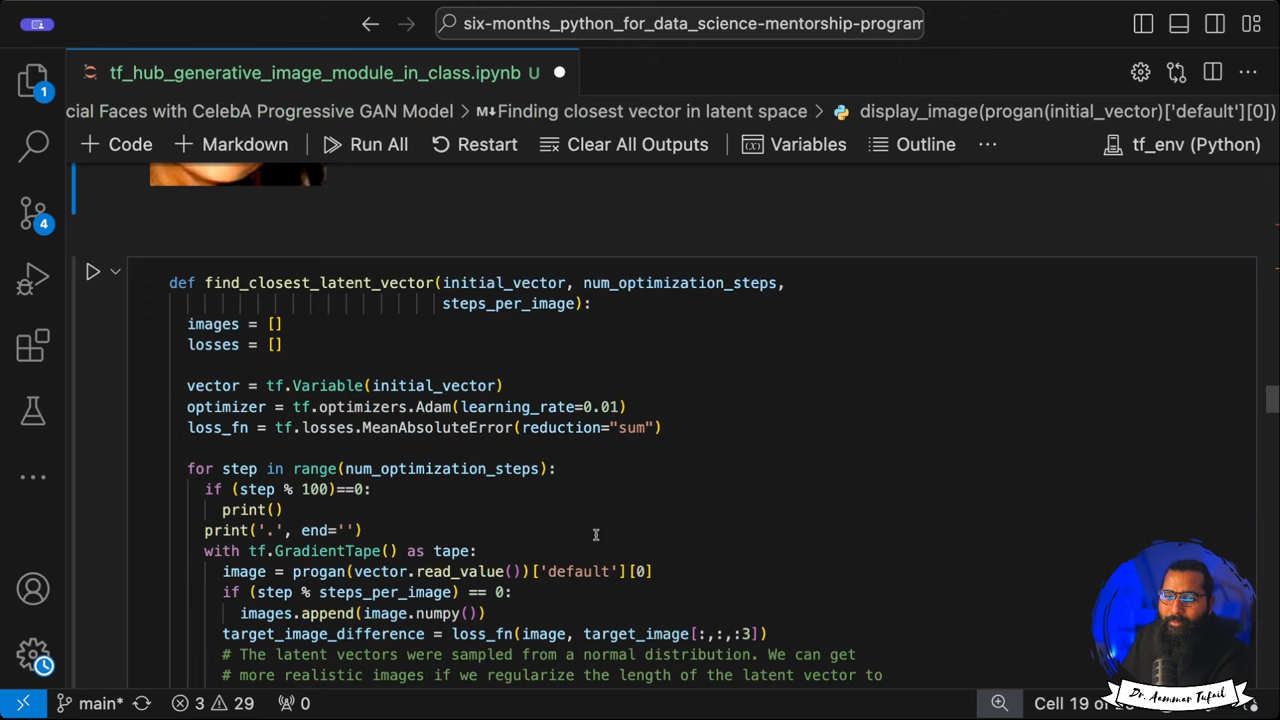 six-months_python_for_data_science-mentorship-program
tf_hub_generative_image_module_in_class.ipynb U
cial Faces with CelebA Progressive GAN Model > M↓Finding closest vector in latent space > display_image(progan(initial_vector)['default'][0])
+ Code + Markdown Run All Restart Clear All Outputs Variables Outline ... tf_env (Python)
1
4
def find_closest_latent_vector(initial_vector, num_optimization_steps,
steps_per_image):
images = []
losses = []
vector = tf.Variable(initial_vector)
optimizer = tf.optimizers.Adam(learning_rate=0.01)
loss_fn = tf.losses.MeanAbsoluteError(reduction="sum")
for step in range(num_optimization_steps):
if (step % 100)==0:
print()
print('.', end='')
with tf.GradientTape() as tape:
image = progan(vector.read_value())['default'][0]
if (step % steps_per_image) == 0:
images.append(image.numpy())
target_image_difference = loss_fn(image, target_image[:,:,:3])
# The latent vectors were sampled from a normal distribution. We can get
# more realistic images if we regularize the length of the latent vector to
Dr. Aammar Tufail
main* 3 29 0 Cell 19 of